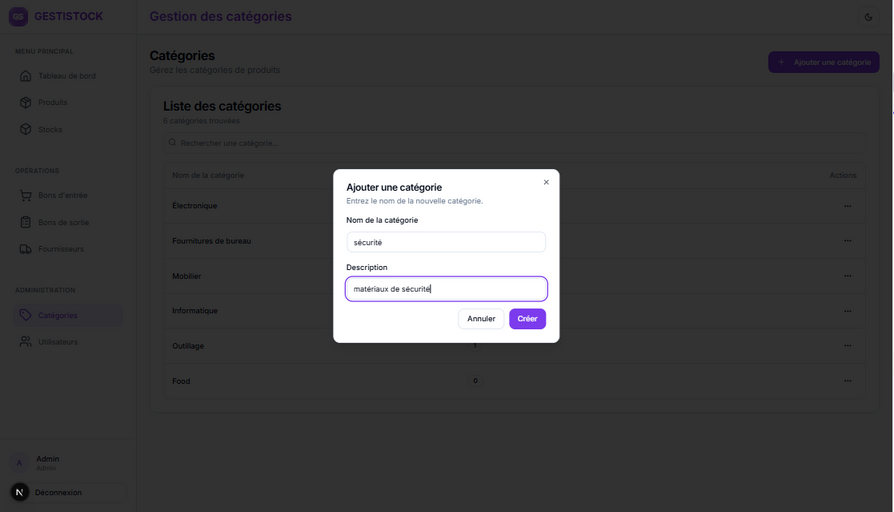 GS GESTISTOCK
Gestion des catégories
MENU PRINCIPAL
Tableau de bord
Produits
Stocks
OPERATIONS
Bons d'entrée
Bons de sortie
Fournisseurs
ADMINISTRATION
Catégories
Utilisateurs
A
Admin
Admin
N
Déconnexion
Catégories
Gérez les catégories de produits
+ Ajouter une catégorie
Liste des catégories
6 catégories trouvées
Rechercher une catégorie...
Nom de la catégorie
Actions
Électronique
Fournitures de bureau
Mobilier
Informatique
Outillage
1
Food
0
Ajouter une catégorie
Entrez le nom de la nouvelle catégorie.
Nom de la catégorie
sécurité
Description
matériaux de sécurité
Annuler
Créer